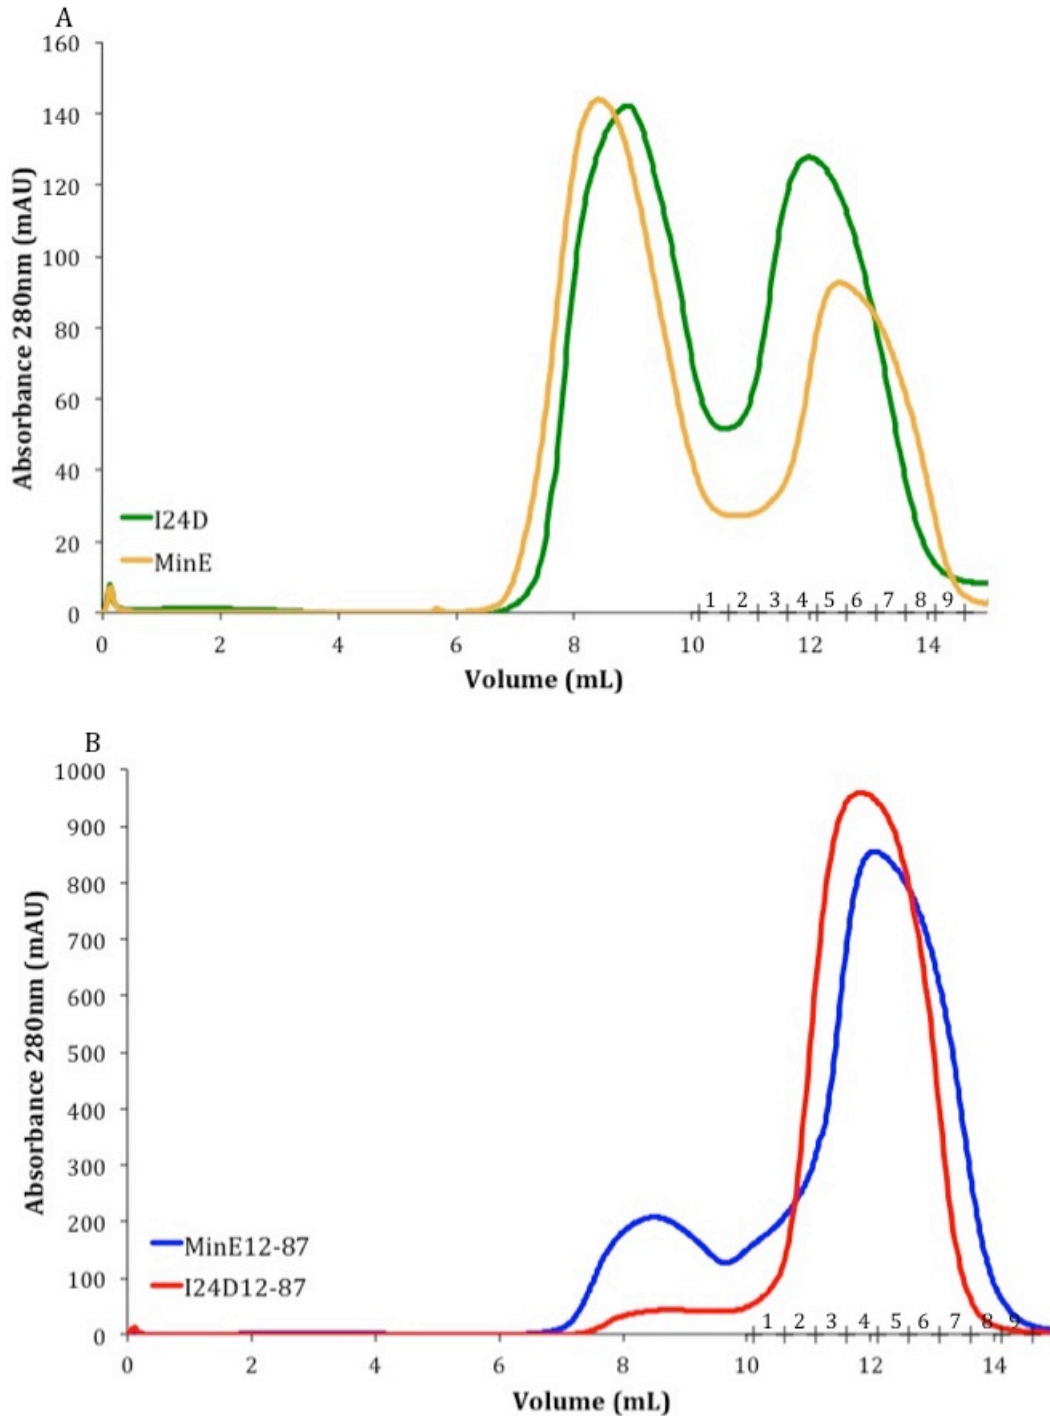 A
160
140
120
100
80
60
40
20
0
Absorbance 280nm (mAU)
I24D
MinE
1 2 3 4 5 6 7 8 9
0 2 4 6 8 10 12 14
Volume (mL)
B
1000
900
800
700
600
500
400
300
200
100
0
Absorbance 280nm (mAU)
MinE12-87
I24D12-87
1 2 3 4 5 6 7 8 9
0 2 4 6 8 10 12 14
Volume (mL)